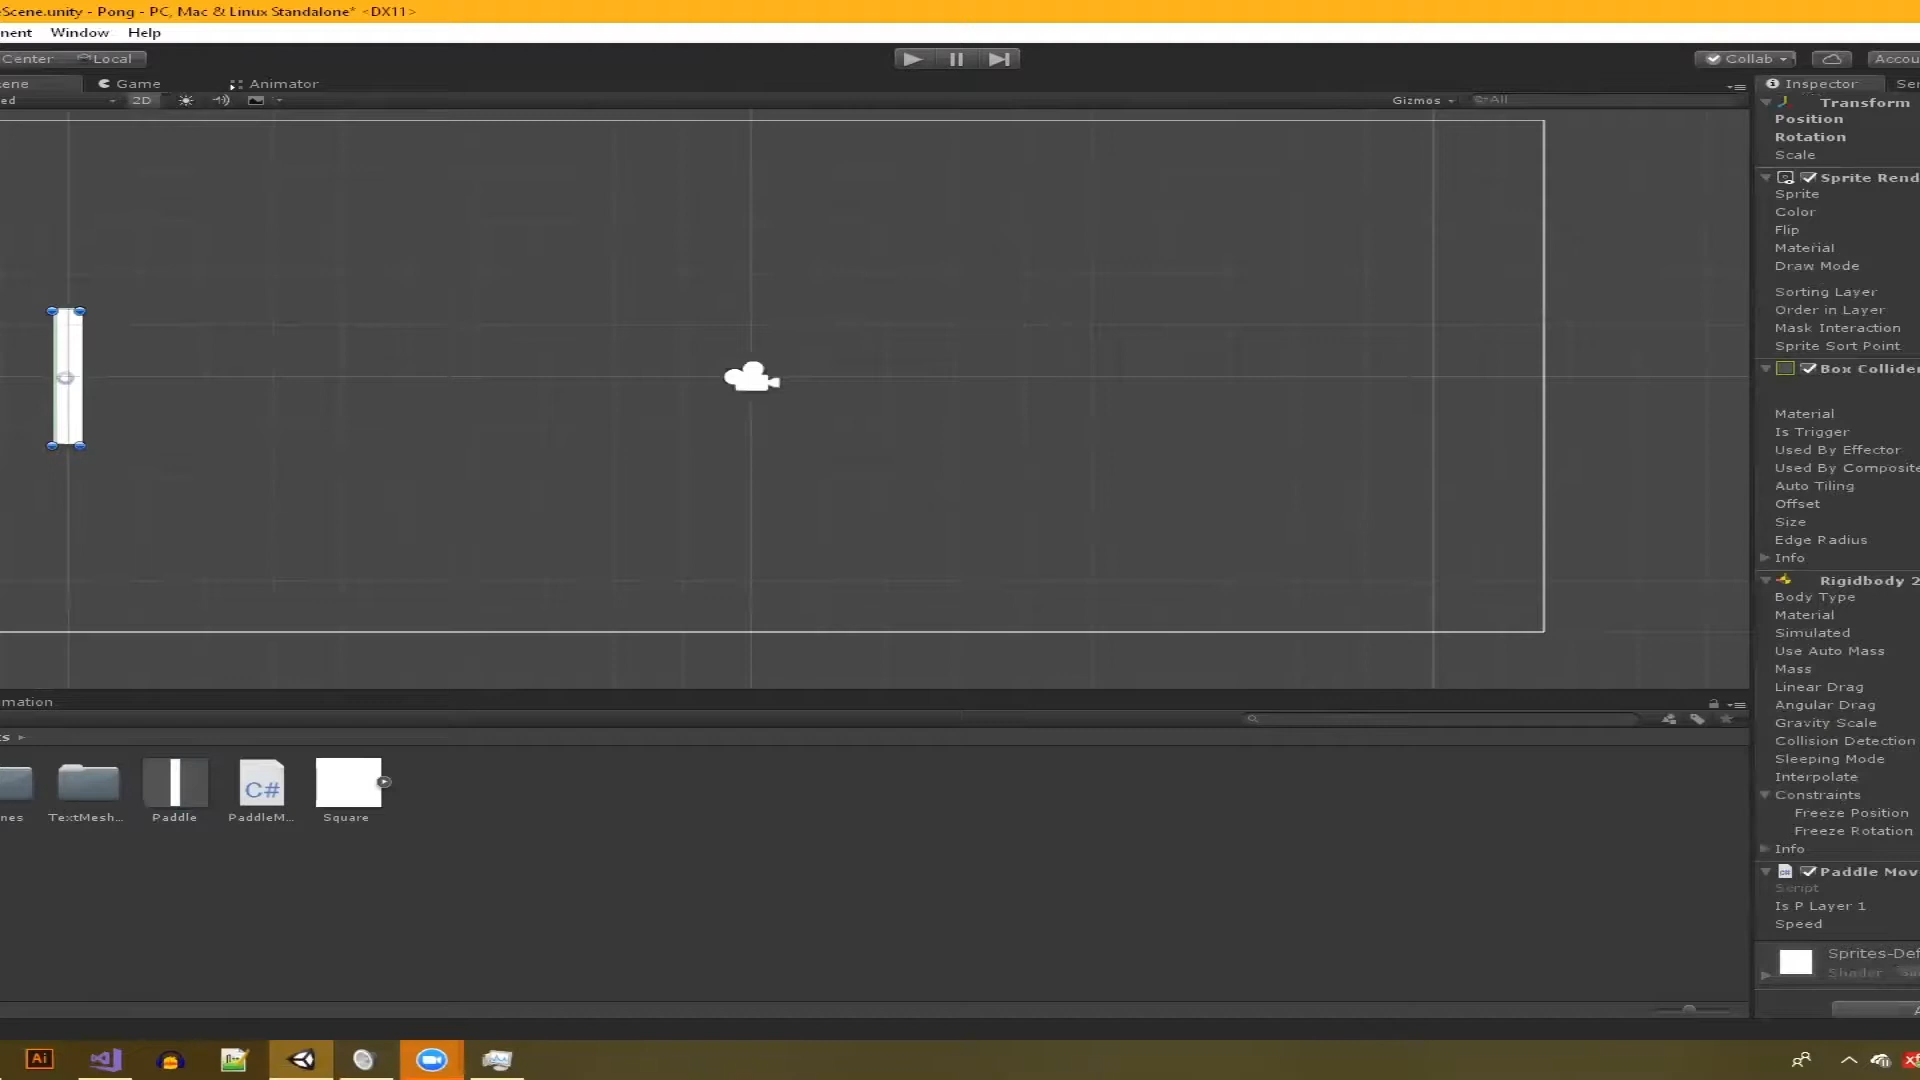 Scene.unity - Pong - PC, Mac & Linux Standalone* <DX11>
nent Window Help
Center Local
Collab Accou
ene Game Animator
Inspector Ser
ed 2D Gizmos All
Transform
Position
Rotation
Scale
Sprite Rend
Sprite
Color
Flip
Material
Draw Mode
Sorting Layer
Order in Layer
Mask Interaction
Sprite Sort Point
Box Collider
Material
Is Trigger
Used By Effector
Used By Composite
Auto Tiling
Offset
Size
Edge Radius
Info
Rigidbody 2
Body Type
Material
Simulated
Use Auto Mass
Mass
Linear Drag
Angular Drag
Gravity Scale
Collision Detection
Sleeping Mode
Interpolate
Constraints
Freeze Position
Freeze Rotation
Info
Paddle Mov
Script
Is P Layer 1
Speed
Sprites-Def
Shader
mation
ts
C#
nes TextMesh... Paddle PaddleM... Square
Ai